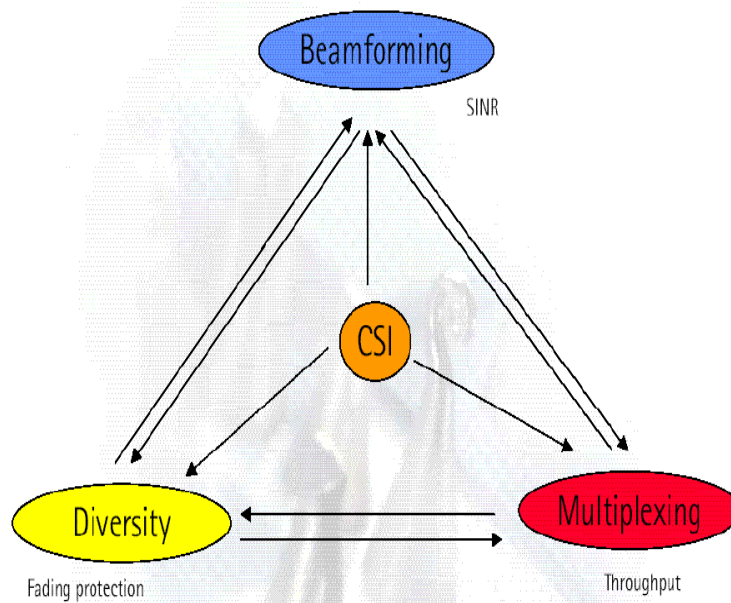 Beamforming
SINR
CSI
Diversity
Multiplexing
Fading protection
Throughput